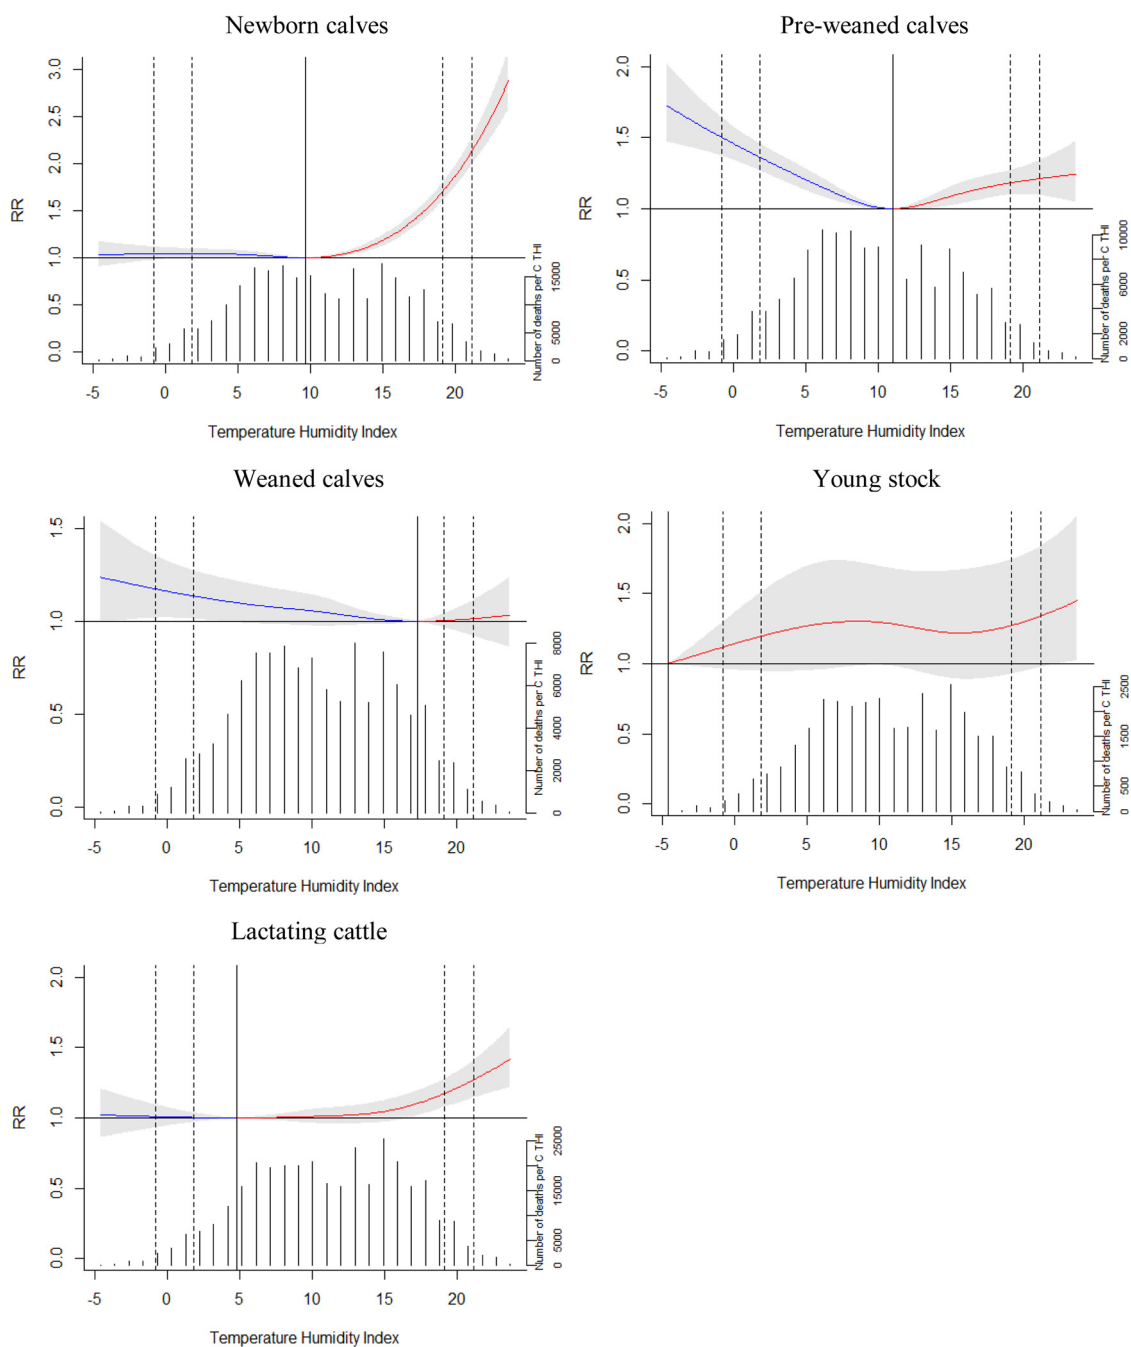 Newborn calves
RR
0.0 0.5 1.0 1.5 2.0 2.5 3.0
Number of deaths per C THI
0 5000 15000
-5 0 5 10 15 20
Temperature Humidity Index
Pre-weaned calves
RR
0.0 0.5 1.0 1.5 2.0
Number of deaths per C THI
0 2000 6000 10000
-5 0 5 10 15 20
Temperature Humidity Index
Weaned calves
RR
0.0 0.5 1.0 1.5
Number of deaths per C THI
0 2000 4000 6000 8000
-5 0 5 10 15 20
Temperature Humidity Index
Young stock
RR
0.0 0.5 1.0 1.5 2.0
Number of deaths per C THI
0 500 1500 2500
-5 0 5 10 15 20
Temperature Humidity Index
Lactating cattle
RR
0.0 0.5 1.0 1.5 2.0
Number of deaths per C THI
0 5000 15000 25000
-5 0 5 10 15 20
Temperature Humidity Index